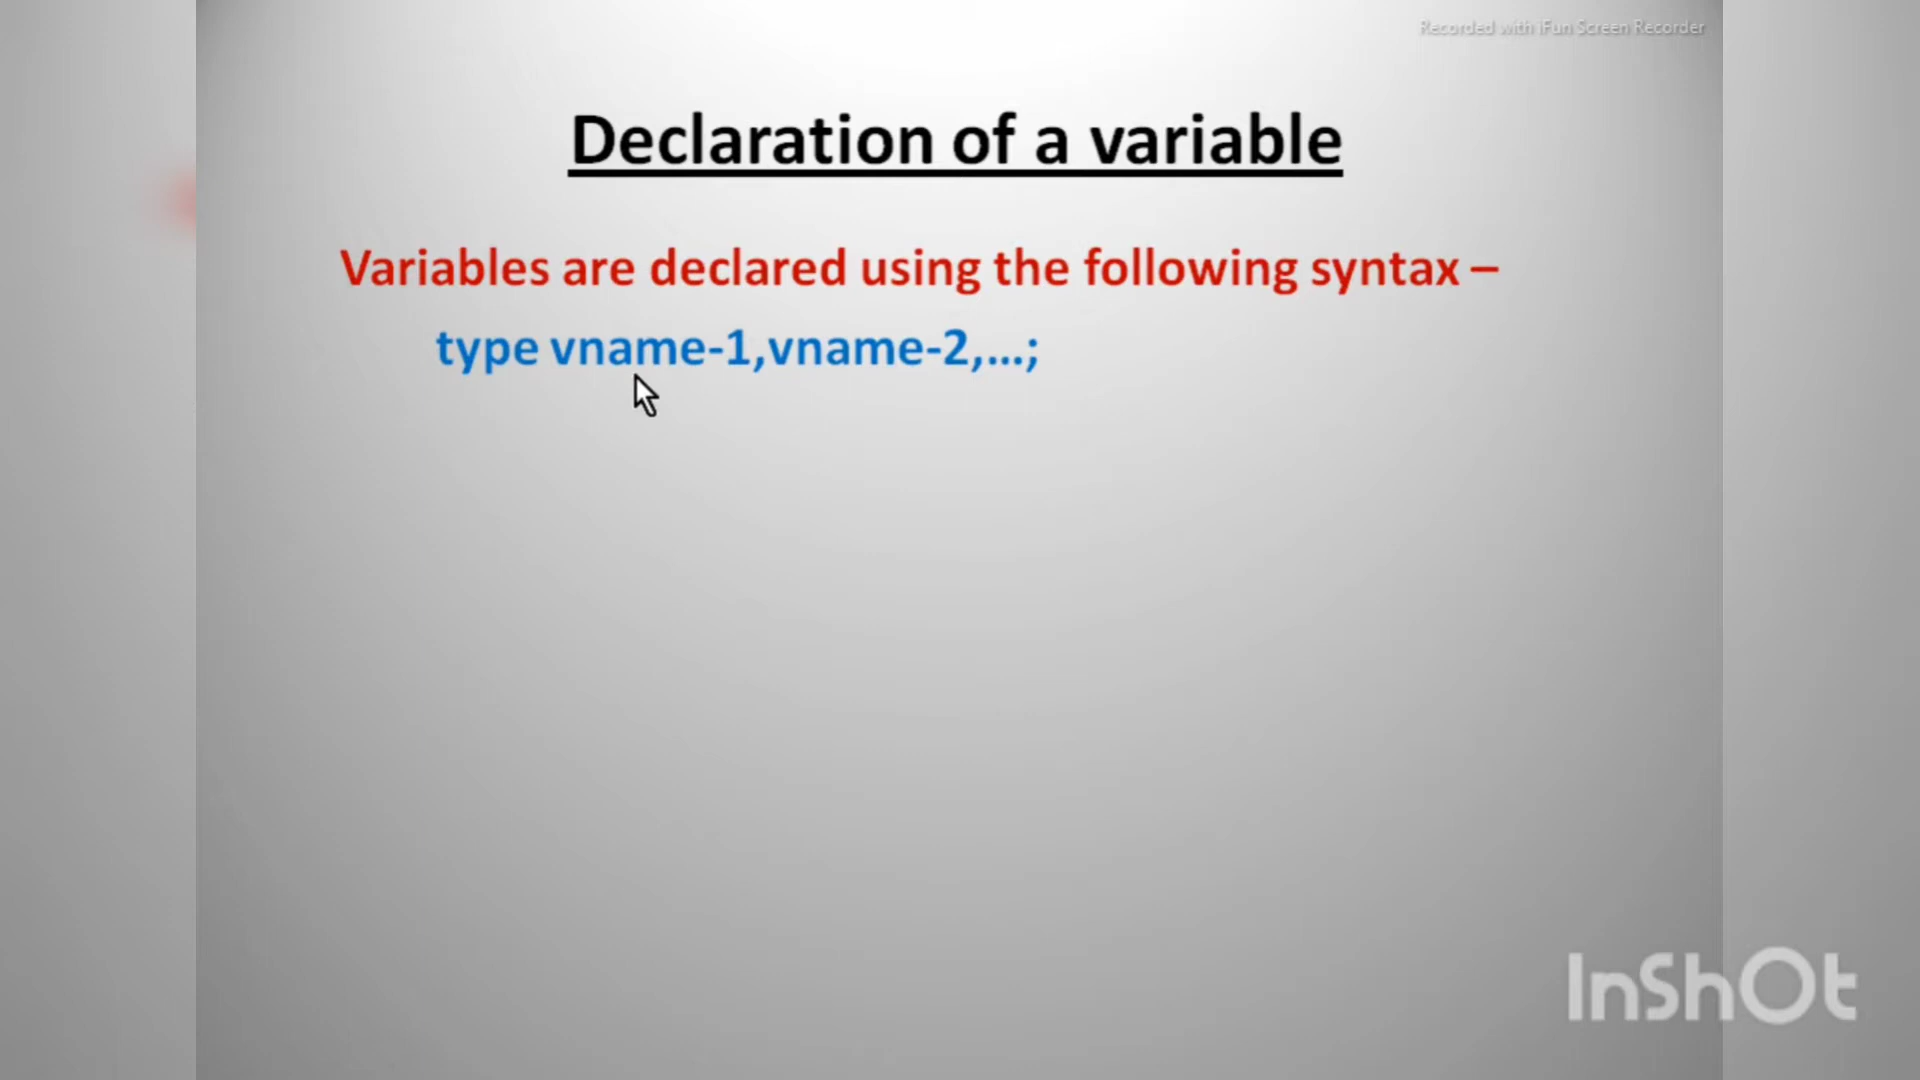 Recorded with iFun Screen Recorder
Declaration of a variable
Variables are declared using the following syntax –
type vname-1,vname-2,...;
InShOt